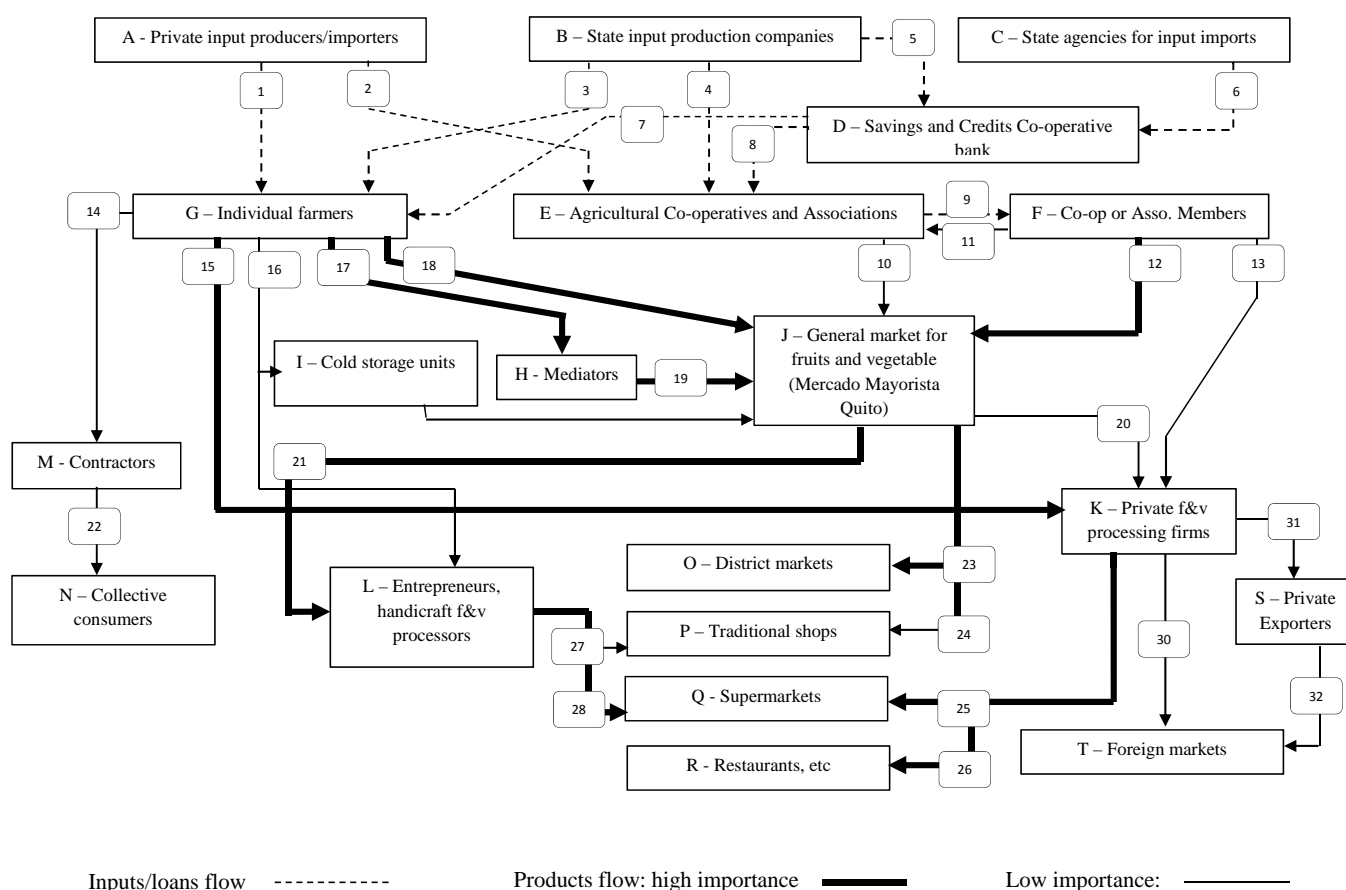 A - Private input producers/importers
B – State input production companies
C – State agencies for input imports
5
1
2
3
4
6
7
D – Savings and Credits Co-operative
bank
8
14
G – Individual farmers
E – Agricultural Co-operatives and Associations
9
F – Co-op or Asso. Members
11
15
16
17
18
10
12
13
J – General market for
fruits and vegetable
(Mercado Mayorista
Quito)
I – Cold storage units
H - Mediators
19
20
M - Contractors
21
22
K – Private f&v
processing firms
31
N – Collective
consumers
L – Entrepreneurs,
handicraft f&v
processors
O – District markets
23
S – Private
Exporters
P – Traditional shops
24
27
30
Q - Supermarkets
25
28
32
R - Restaurants, etc
26
T – Foreign markets
Inputs/loans flow
Products flow: high importance
Low importance: